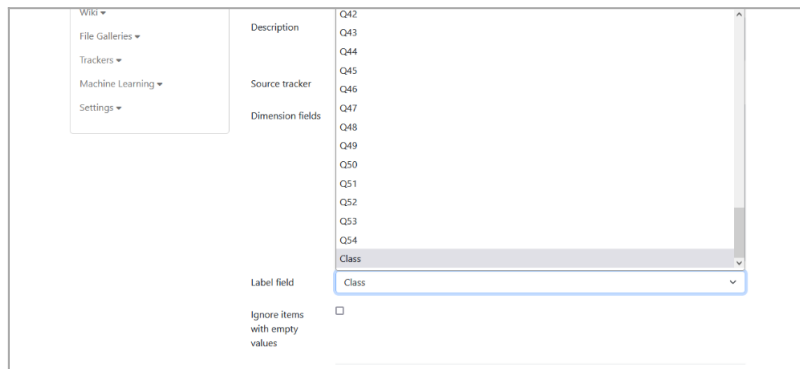 Wiki
File Galleries
Trackers
Machine Learning
Settings
Description
Source tracker
Dimension fields
Q42
Q43
Q44
Q45
Q46
Q47
Q48
Q49
Q50
Q51
Q52
Q53
Q54
Class
Label field
Class
Ignore items
with empty
values